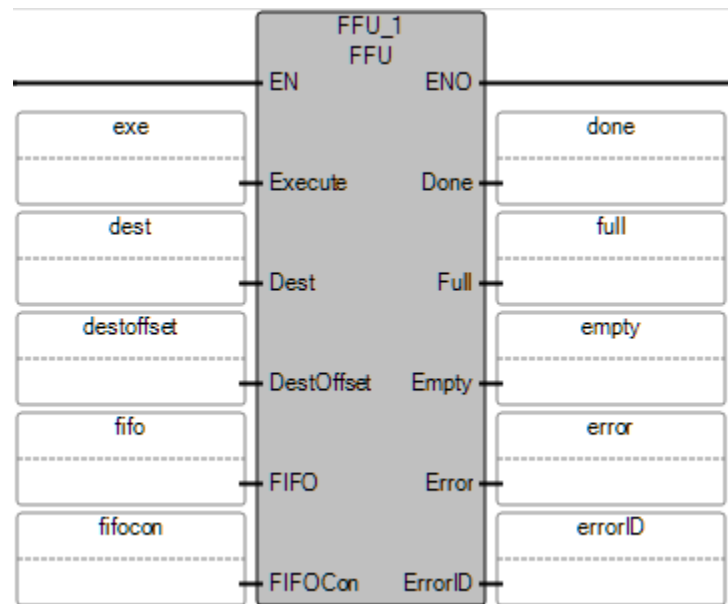 FFU_1
FFU
EN ENO
exe done
Execute Done
dest full
Dest Full
destoffset empty
DestOffset Empty
fifo error
FIFO Error
fifocon errorID
FIFOCon ErrorID